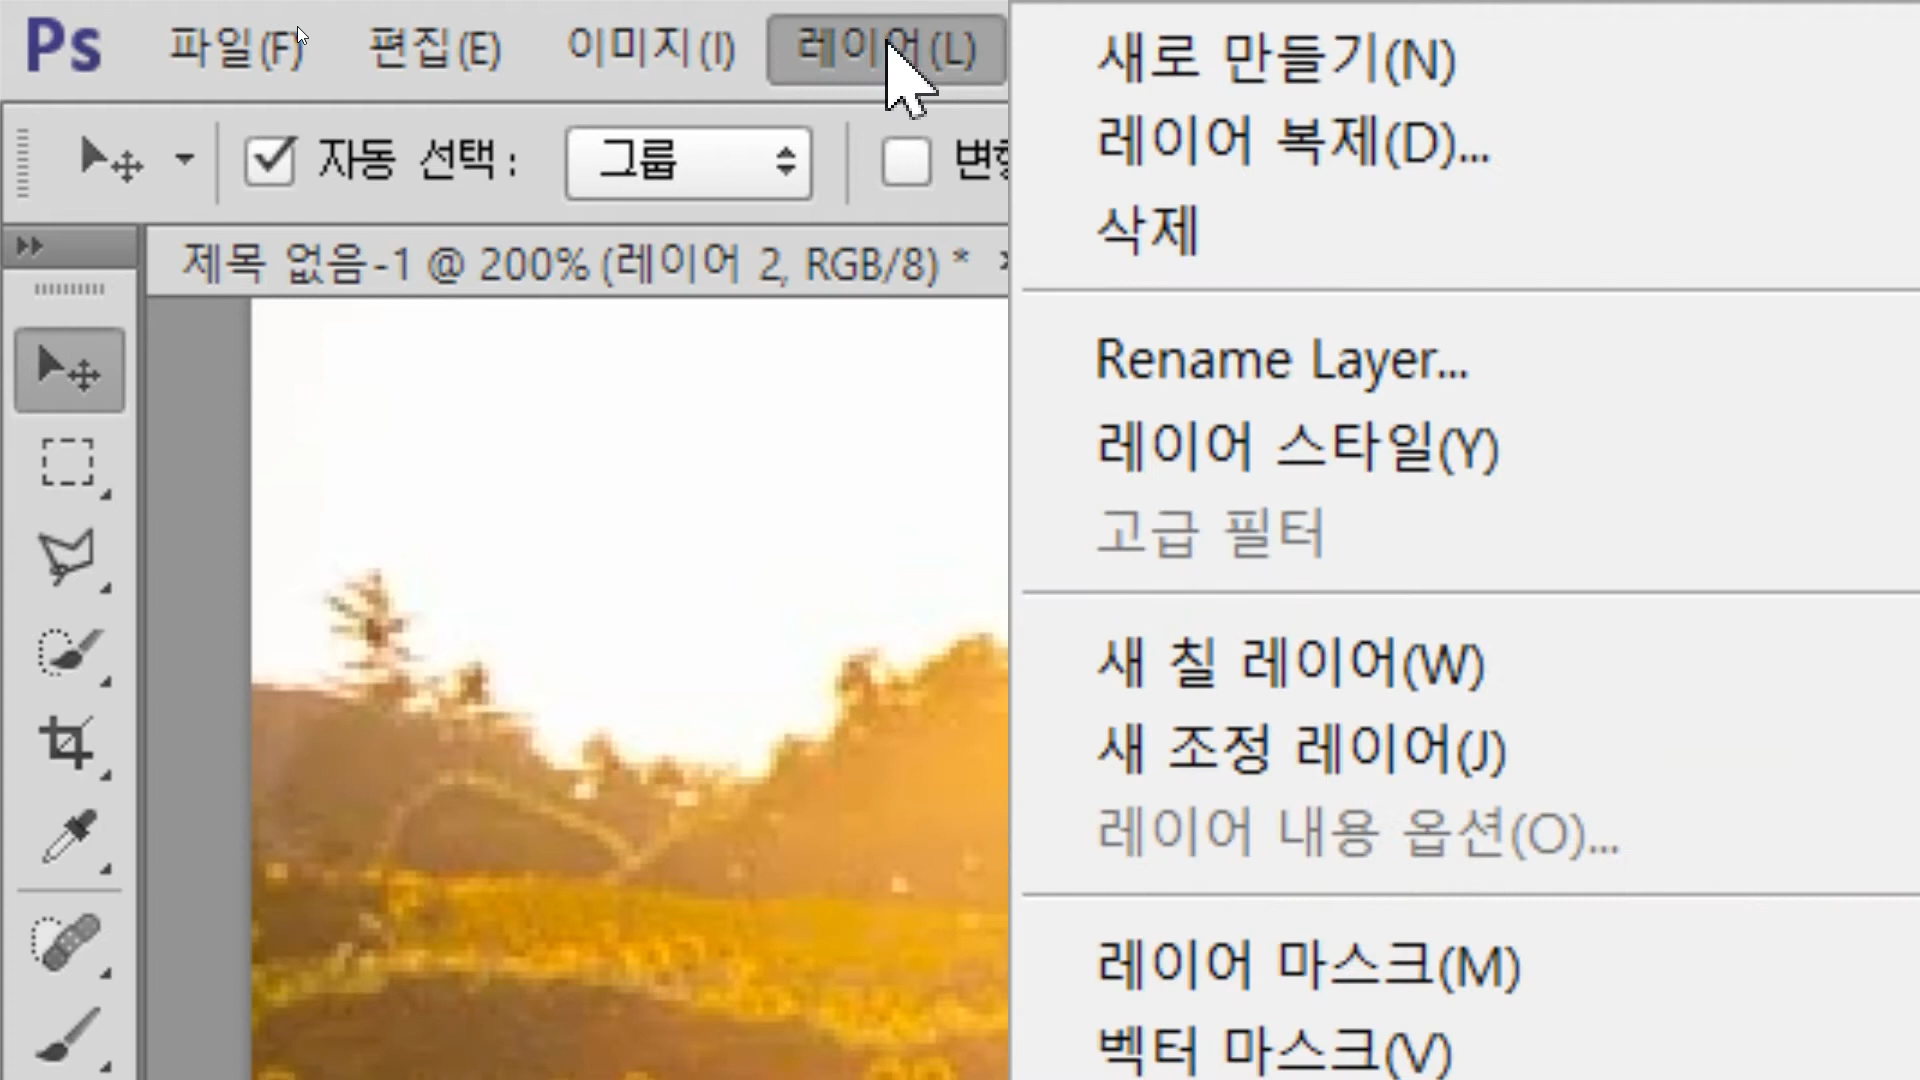 Ps 파일(F) 편집(E) 이미지(I) 레이어(L)
자동 선택 : 그룹
제목 없음-1 @ 200% (레이어 2, RGB/8) *
새로 만들기(N)
레이어 복제(D)...
삭제
Rename Layer...
레이어 스타일(Y)
고급 필터
새 칠 레이어(W)
새 조정 레이어(J)
레이어 내용 옵션(O)...
레이어 마스크(M)
벡터 마스크(V)